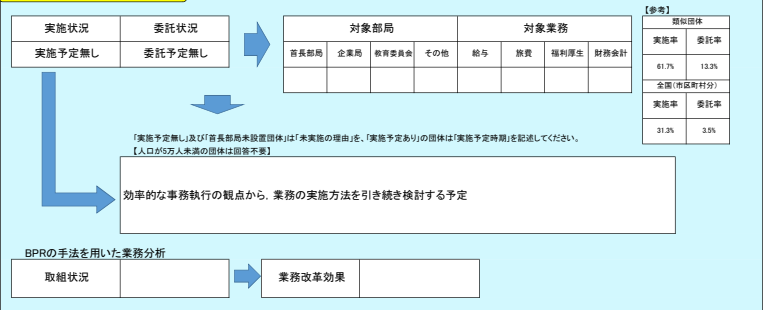 【参考】
実施状況 委託状況
実施予定無し 委託予定無し
対象部局 対象業務
首長部局 企業局 教育委員会 その他 給与 旅費 福利厚生 財務会計
類似団体
実施率 委託率
61.7% 13.3%
全国(市区町村分)
実施率 委託率
31.3% 3.5%
「実施予定無し」及び「首長部局未設置団体」は「未実施の理由」を、「実施予定あり」の団体は「実施予定時期」を記述してください。
【人口が5万人未満の団体は回答不要】
効率的な事務執行の観点から，業務の実施方法を引き続き検討する予定
BPRの手法を用いた業務分析
取組状況 業務改革効果